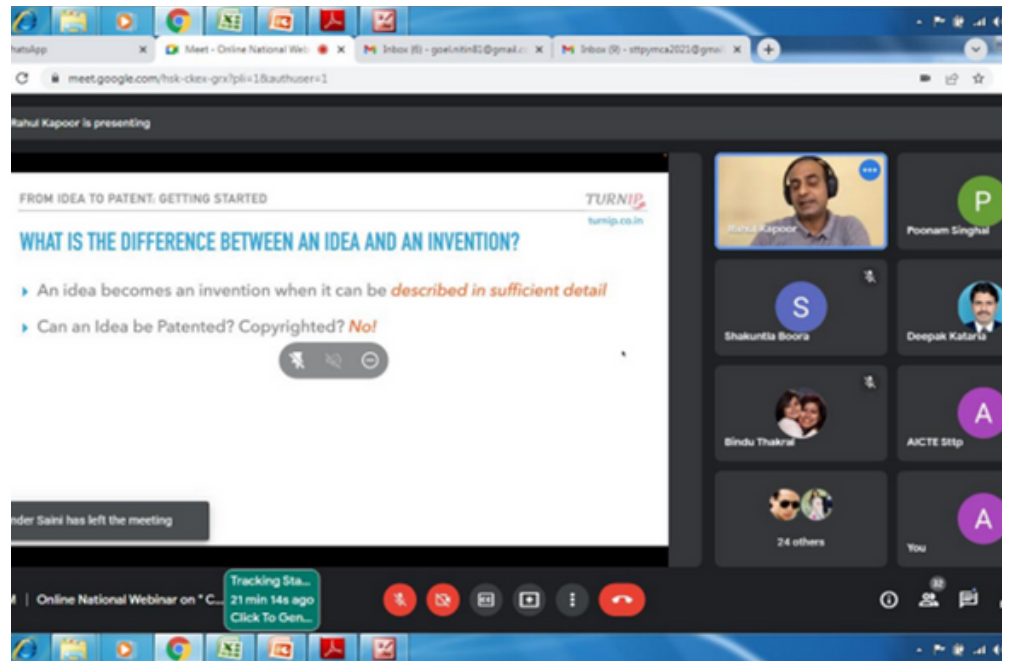 hatsApp
Meet - Online National Web
Inbox (6) - goel.nitin81@gmail.c
Inbox (9) - sttpymca2021@gmai
meet.google.com/hsk-ckex-grx?pli=1&authuser=1
Rahul Kapoor is presenting
FROM IDEA TO PATENT: GETTING STARTED
TURNIP
turnip.co.in
WHAT IS THE DIFFERENCE BETWEEN AN IDEA AND AN INVENTION?
An idea becomes an invention when it can be described in sufficient detail
Can an Idea be Patented? Copyrighted? No!
Rahul Kapoor
P
Poonam Singhal
S
Shakuntla Boora
Deepak Kataria
Bindu Thakral
A
AICTE Sttp
24 others
A
You
nder Saini has left the meeting
M | Online National Webinar on " C...
Tracking Sta...
21 min 14s ago
Click To Gen...
32